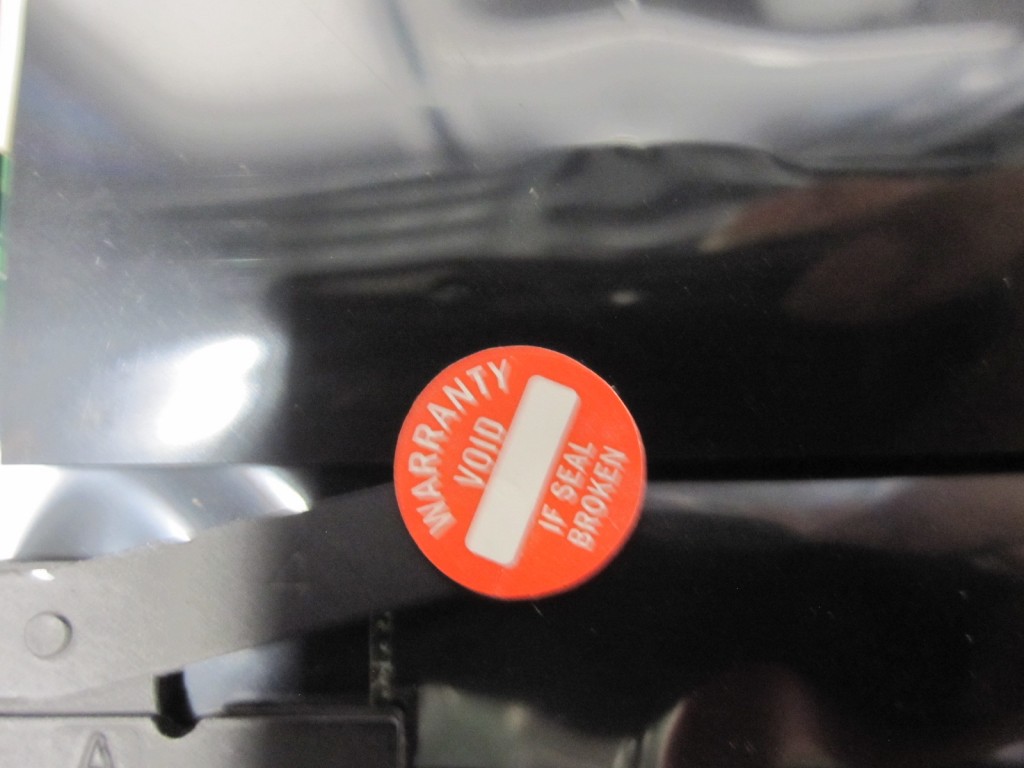 WARRANTY
VOID
IF SEAL
BROKEN
A